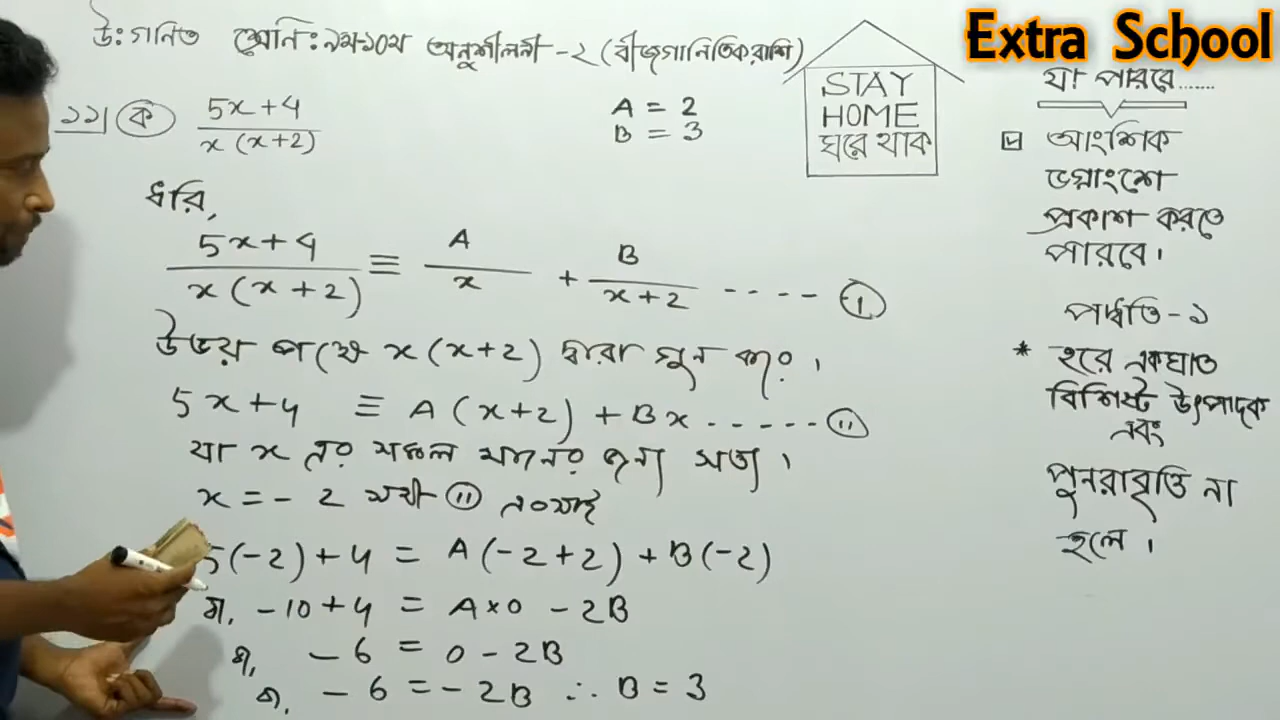 উঃ গনিত শ্রেনি: ৯ম-১০ম অনুশীলনী - ২ (বীজগানিতিক রাশি)
১১। ক 5x+4 / x(x+2)
A = 2
B = 3
ধরি,
5x+4 / x(x+2) ≡ A / x + B / x+2 ---- (I)
উভয় পক্ষে x(x+2) দ্বারা গুন করে।
5x+4 ≡ A(x+2) + Bx ------ (II)
যা x এর সকল মানের জন্য সত্য।
x = -2 (II)
5(-2)+4 = A(-2+2) + B(-2)
বা, -10+4 = A×0 - 2B
বা, -6 = 0 - 2B
বা, -6 = -2B ∴ B = 3
STAY
HOME
ঘরে থাক
Extra School
যা পারবে.......
আংশিক
ভগ্নাংশে
প্রকাশ করতে
পারবে।
পদ্ধতি - ১
* হরে একঘাত
বিশিষ্ট উৎপাদক
এবং
পুনরাবৃত্তি না
হলে।